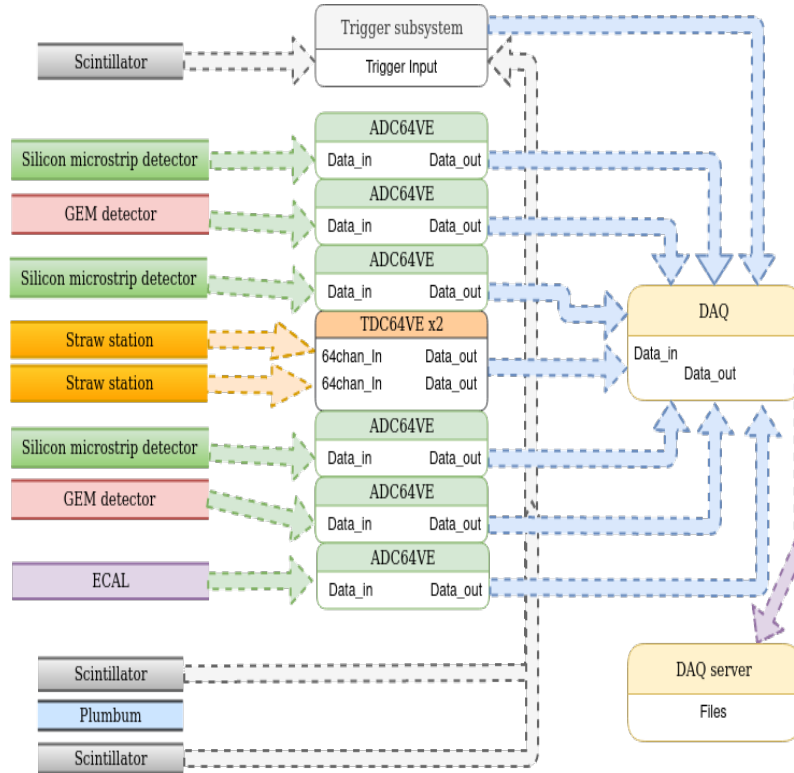 Trigger subsystem
Trigger Input
Scintillator
ADC64VE
Silicon microstrip detector
Data_in Data_out
ADC64VE
GEM detector
Data_in Data_out
ADC64VE
Silicon microstrip detector
Data_in Data_out
TDC64VE x2
Straw station
64chan_In Data_out
Straw station
64chan_In Data_out
DAQ
Data_in
Data_out
ADC64VE
Silicon microstrip detector
Data_in Data_out
ADC64VE
GEM detector
Data_in Data_out
ADC64VE
ECAL
Data_in Data_out
Scintillator
Plumbum
Scintillator
DAQ server
Files